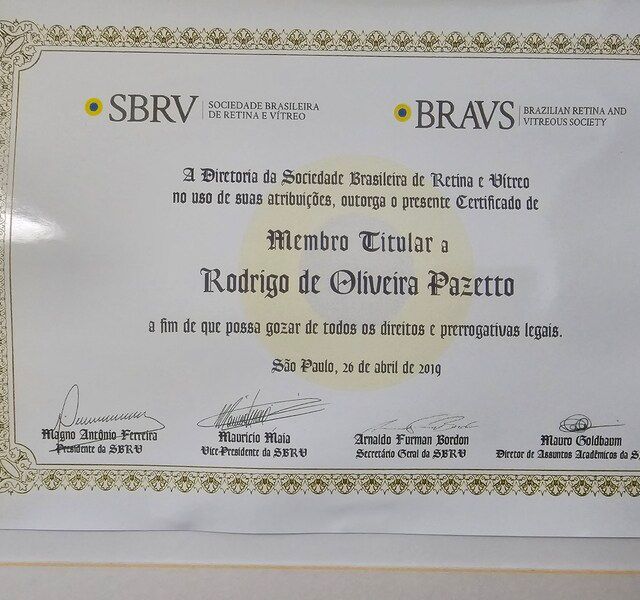 SBRV SOCIEDADE BRASILEIRA
DE RETINA E VÍTREO
BRAVS BRAZILIAN RETINA AND
VITREOUS SOCIETY
A Diretoria da Sociedade Brasileira de Retina e Vítreo
no uso de suas atribuições, outorga o presente Certificado de
Membro Titular a
Rodrigo de Oliveira Pazetto
a fim de que possa gozar de todos os direitos e prerrogativas legais.
São Paulo, 26 de abril de 2019
Magno Antônio Ferreira
Presidente da SBRV
Mauricio Maia
Vice-Presidente da SBRV
Arnaldo Furman Bordon
Secretário Geral da SBRV
Mauro Goldbaum
Diretor de Assuntos Acadêmicos da